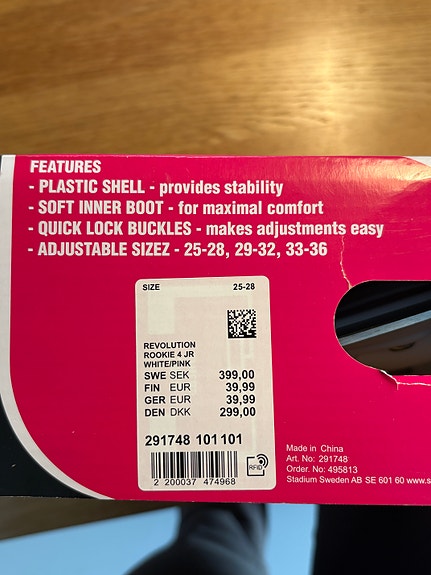 FEATURES
- PLASTIC SHELL - provides stability
- SOFT INNER BOOT - for maximal comfort
- QUICK LOCK BUCKLES - makes adjustments easy
- ADJUSTABLE SIZEZ - 25-28, 29-32, 33-36
SIZE 25-28
REVOLUTION
ROOKIE 4 JR
WHITE/PINK
SWE SEK 399,00
FIN EUR 39,99
GER EUR 39,99
DEN DKK 299,00
291748 101101
RFID
2 200037 474968
Made in China
Art. No: 291748
Order. No: 495813
Stadium Sweden AB SE 601 60 www.s